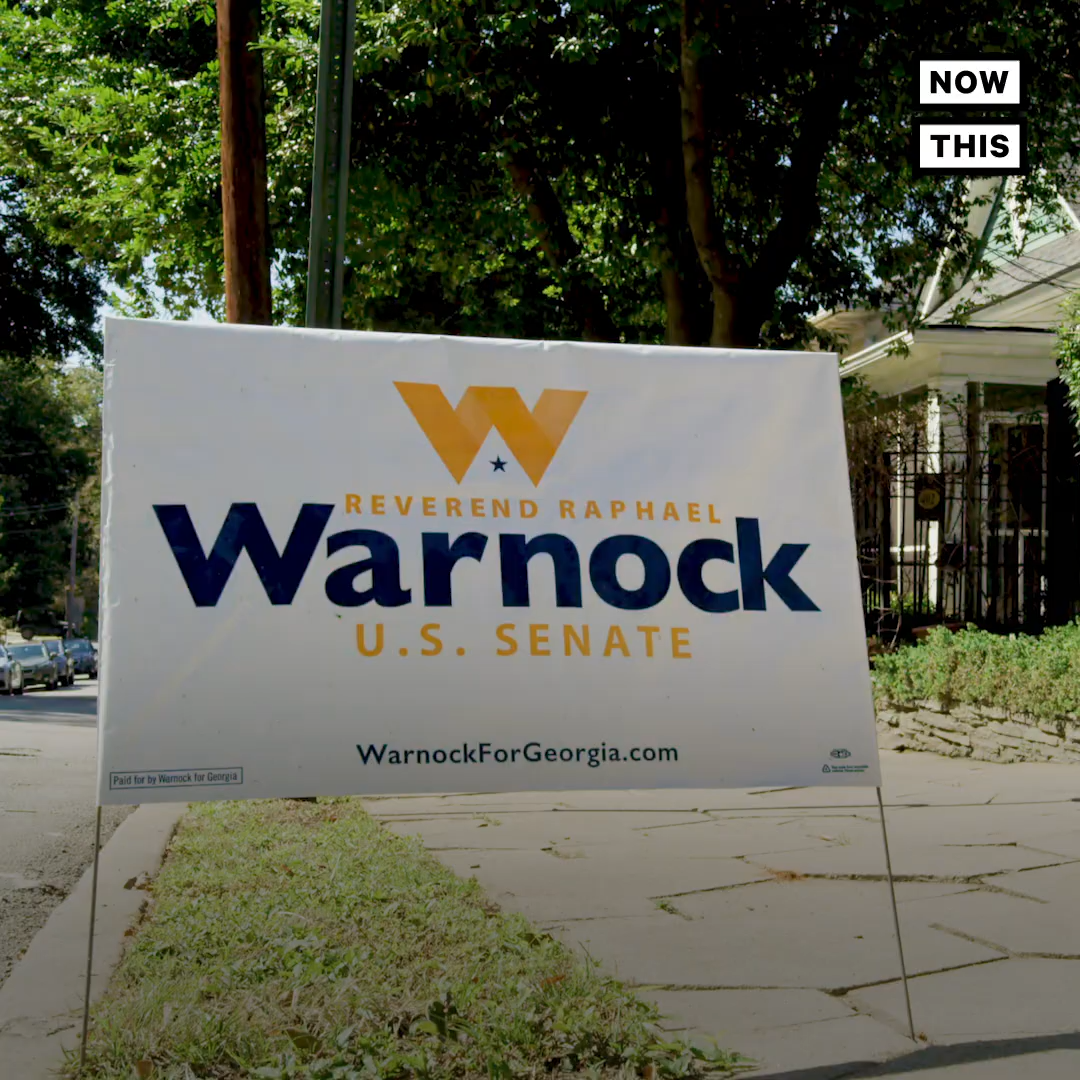 NOW
THIS
REVEREND RAPHAEL
Warnock
U.S. SENATE
WarnockForGeorgia.com
Paid for by Warnock for Georgia